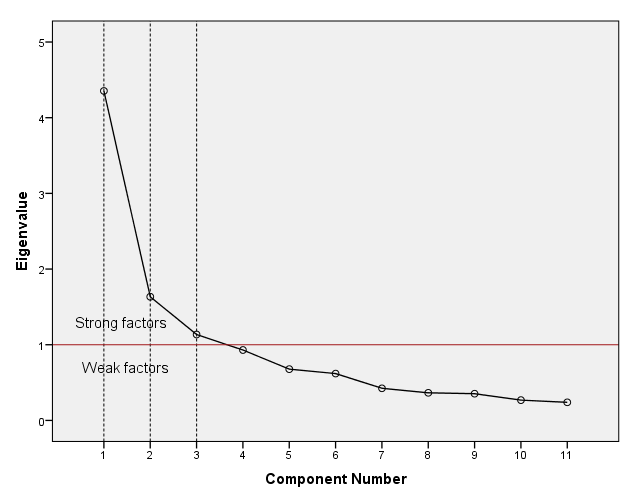 5
4
3
2
1
0
Eigenvalue
Strong factors
Weak factors
1 2 3 4 5 6 7 8 9 10 11
Component Number